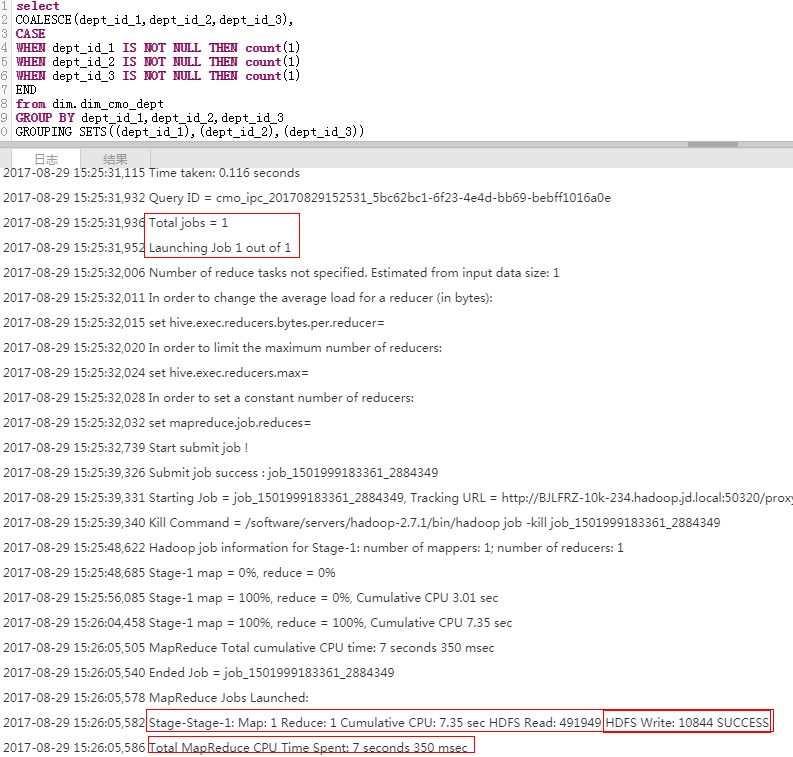 1 select
2 COALESCE(dept_id_1,dept_id_2,dept_id_3),
3 CASE
4 WHEN dept_id_1 IS NOT NULL THEN count(1)
5 WHEN dept_id_2 IS NOT NULL THEN count(1)
6 WHEN dept_id_3 IS NOT NULL THEN count(1)
7 END
8 from dim.dim_cmo_dept
9 GROUP BY dept_id_1,dept_id_2,dept_id_3
0 GROUPING SETS((dept_id_1),(dept_id_2),(dept_id_3))
日志 结果
2017-08-29 15:25:31,115 Time taken: 0.116 seconds
2017-08-29 15:25:31,932 Query ID = cmo_ipc_20170829152531_5bc62bc1-6f23-4e4d-bb69-bebff1016a0e
2017-08-29 15:25:31,936 Total jobs = 1
2017-08-29 15:25:31,952 Launching Job 1 out of 1
2017-08-29 15:25:32,006 Number of reduce tasks not specified. Estimated from input data size: 1
2017-08-29 15:25:32,011 In order to change the average load for a reducer (in bytes):
2017-08-29 15:25:32,015 set hive.exec.reducers.bytes.per.reducer=
2017-08-29 15:25:32,020 In order to limit the maximum number of reducers:
2017-08-29 15:25:32,024 set hive.exec.reducers.max=
2017-08-29 15:25:32,028 In order to set a constant number of reducers:
2017-08-29 15:25:32,032 set mapreduce.job.reduces=
2017-08-29 15:25:32,739 Start submit job !
2017-08-29 15:25:39,326 Submit job success : job_1501999183361_2884349
2017-08-29 15:25:39,331 Starting Job = job_1501999183361_2884349, Tracking URL = http://BJLFRZ-10k-234.hadoop.jd.local:50320/proxy
2017-08-29 15:25:39,340 Kill Command = /software/servers/hadoop-2.7.1/bin/hadoop job -kill job_1501999183361_2884349
2017-08-29 15:25:48,622 Hadoop job information for Stage-1: number of mappers: 1; number of reducers: 1
2017-08-29 15:25:48,685 Stage-1 map = 0%, reduce = 0%
2017-08-29 15:25:56,085 Stage-1 map = 100%, reduce = 0%, Cumulative CPU 3.01 sec
2017-08-29 15:26:04,458 Stage-1 map = 100%, reduce = 100%, Cumulative CPU 7.35 sec
2017-08-29 15:26:05,505 MapReduce Total cumulative CPU time: 7 seconds 350 msec
2017-08-29 15:26:05,540 Ended Job = job_1501999183361_2884349
2017-08-29 15:26:05,578 MapReduce Jobs Launched:
2017-08-29 15:26:05,582 Stage-Stage-1: Map: 1 Reduce: 1 Cumulative CPU: 7.35 sec HDFS Read: 491949 HDFS Write: 10844 SUCCESS
2017-08-29 15:26:05,586 Total MapReduce CPU Time Spent: 7 seconds 350 msec